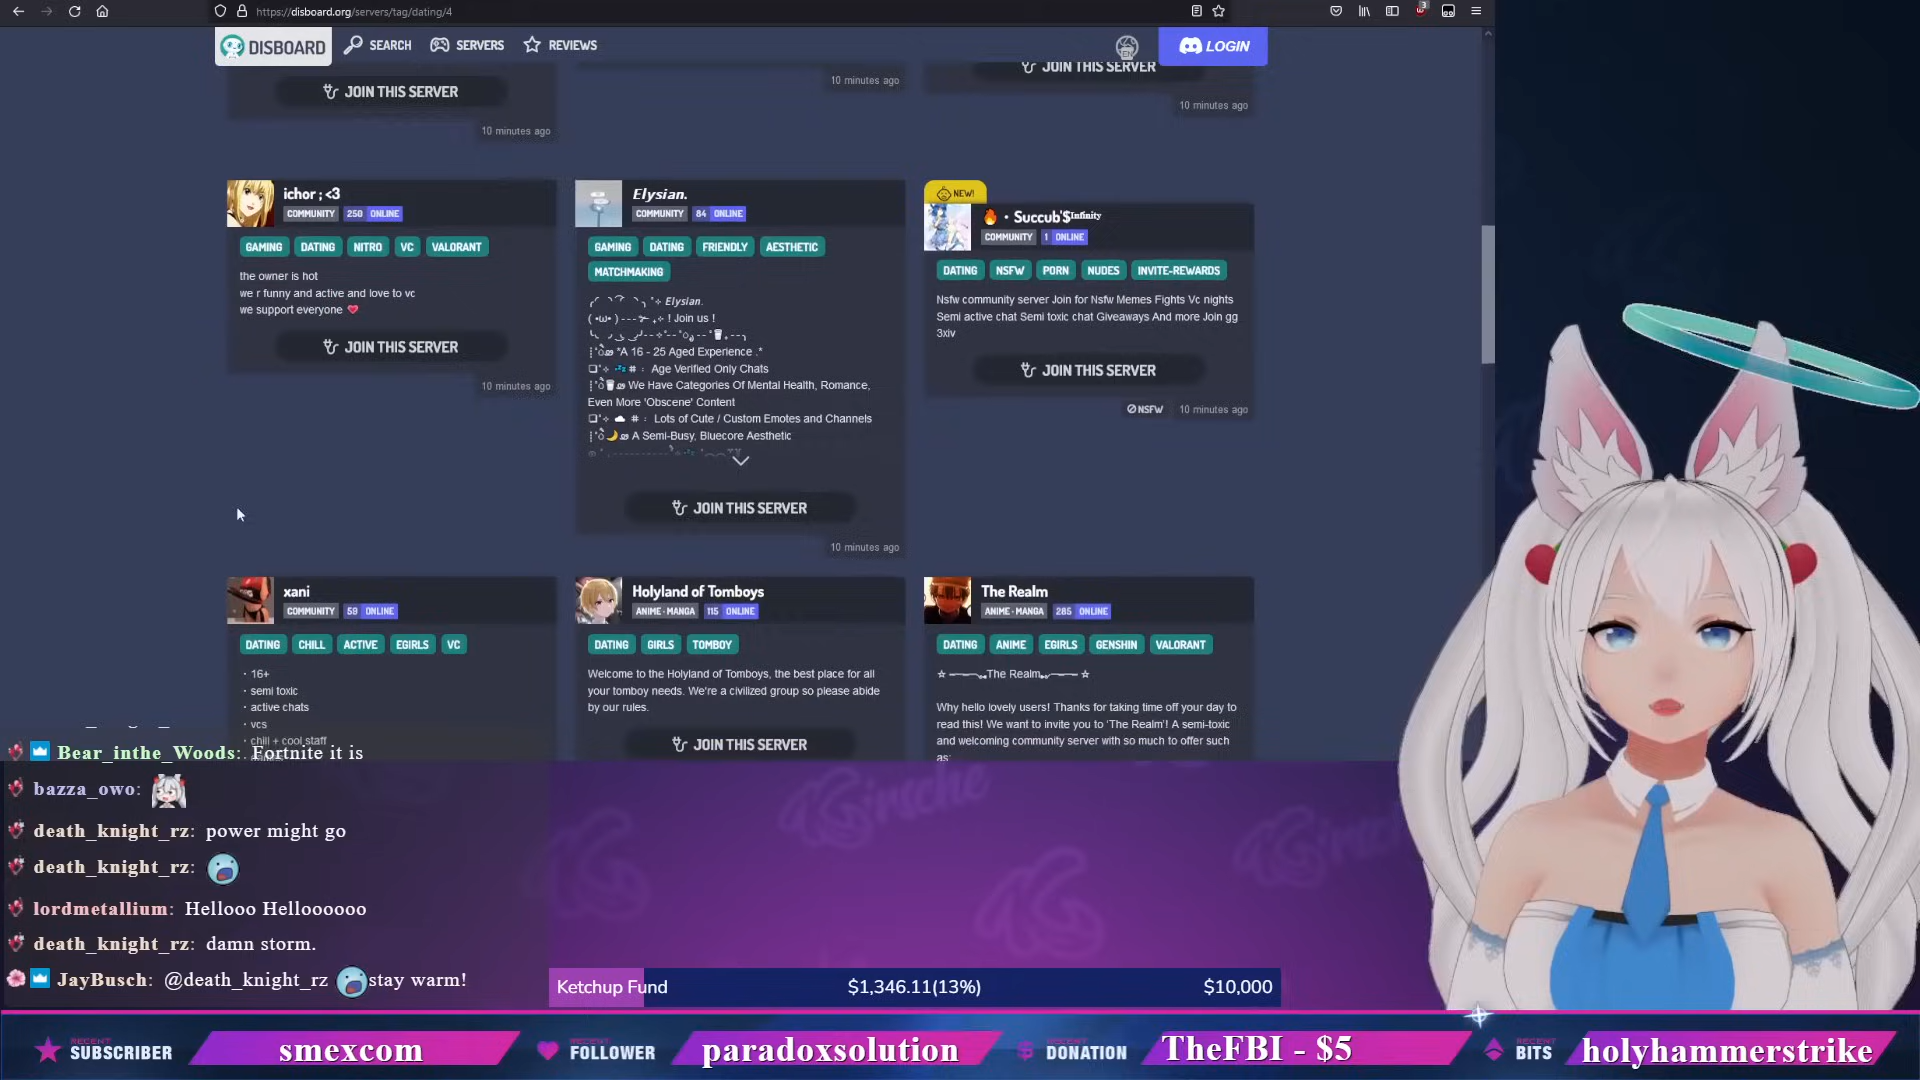 https://disboard.org/servers/tag/dating/4
DISBOARD
SEARCH
SERVERS
REVIEWS
LOGIN
JOIN THIS SERVER
10 minutes ago
10 minutes ago
JOIN THIS SERVER
10 minutes ago
ichor ; <3
COMMUNITY 250 ONLINE
GAMING DATING NITRO VC VALORANT
the owner is hot
we r funny and active and love to vc
we support everyone ❤️
JOIN THIS SERVER
10 minutes ago
Elysian.
COMMUNITY 84 ONLINE
GAMING DATING FRIENDLY AESTHETIC
MATCHMAKING
Elysian.
! Join us !
"A 16 - 25 Aged Experience .*
Age Verified Only Chats
We Have Categories Of Mental Health, Romance,
Even More 'Obscene' Content
Lots of Cute / Custom Emotes and Channels
A Semi-Busy, Bluecore Aesthetic
JOIN THIS SERVER
10 minutes ago
NEW!
🔥 • Succub'$ᴵⁿᶠⁱⁿⁱᵗʸ
COMMUNITY 1 ONLINE
DATING NSFW PORN NUDES INVITE-REWARDS
Nsfw community server Join for Nsfw Memes Fights Vc nights
Semi active chat Semi toxic chat Giveaways And more Join gg
3xiv
JOIN THIS SERVER
NSFW 10 minutes ago
xani
COMMUNITY 59 ONLINE
DATING CHILL ACTIVE EGIRLS VC
· 16+
· semi toxic
· active chats
· vcs
· chill + cool staff
Holyland of Tomboys
ANIME · MANGA 115 ONLINE
DATING GIRLS TOMBOY
Welcome to the Holyland of Tomboys, the best place for all
your tomboy needs. We're a civilized group so please abide
by our rules.
JOIN THIS SERVER
The Realm
ANIME · MANGA 285 ONLINE
DATING ANIME EGIRLS GENSHIN VALORANT
The Realm
Why hello lovely users! Thanks for taking time off your day to
read this! We want to invite you to 'The Realm'! A semi-toxic
and welcoming community server with so much to offer such
as:
Bear_inthe_Woods: Fortnite it is
bazza_owo:
death_knight_rz: power might go
death_knight_rz:
lordmetallium: Hellooo Helloooooo
death_knight_rz: damn storm.
JayBusch: @death_knight_rz stay warm!
Ketchup Fund $1,346.11(13%) $10,000
RECENT SUBSCRIBER smexcom
RECENT FOLLOWER paradoxsolution
RECENT DONATION TheFBI - $5
RECENT BITS holyhammerstrike